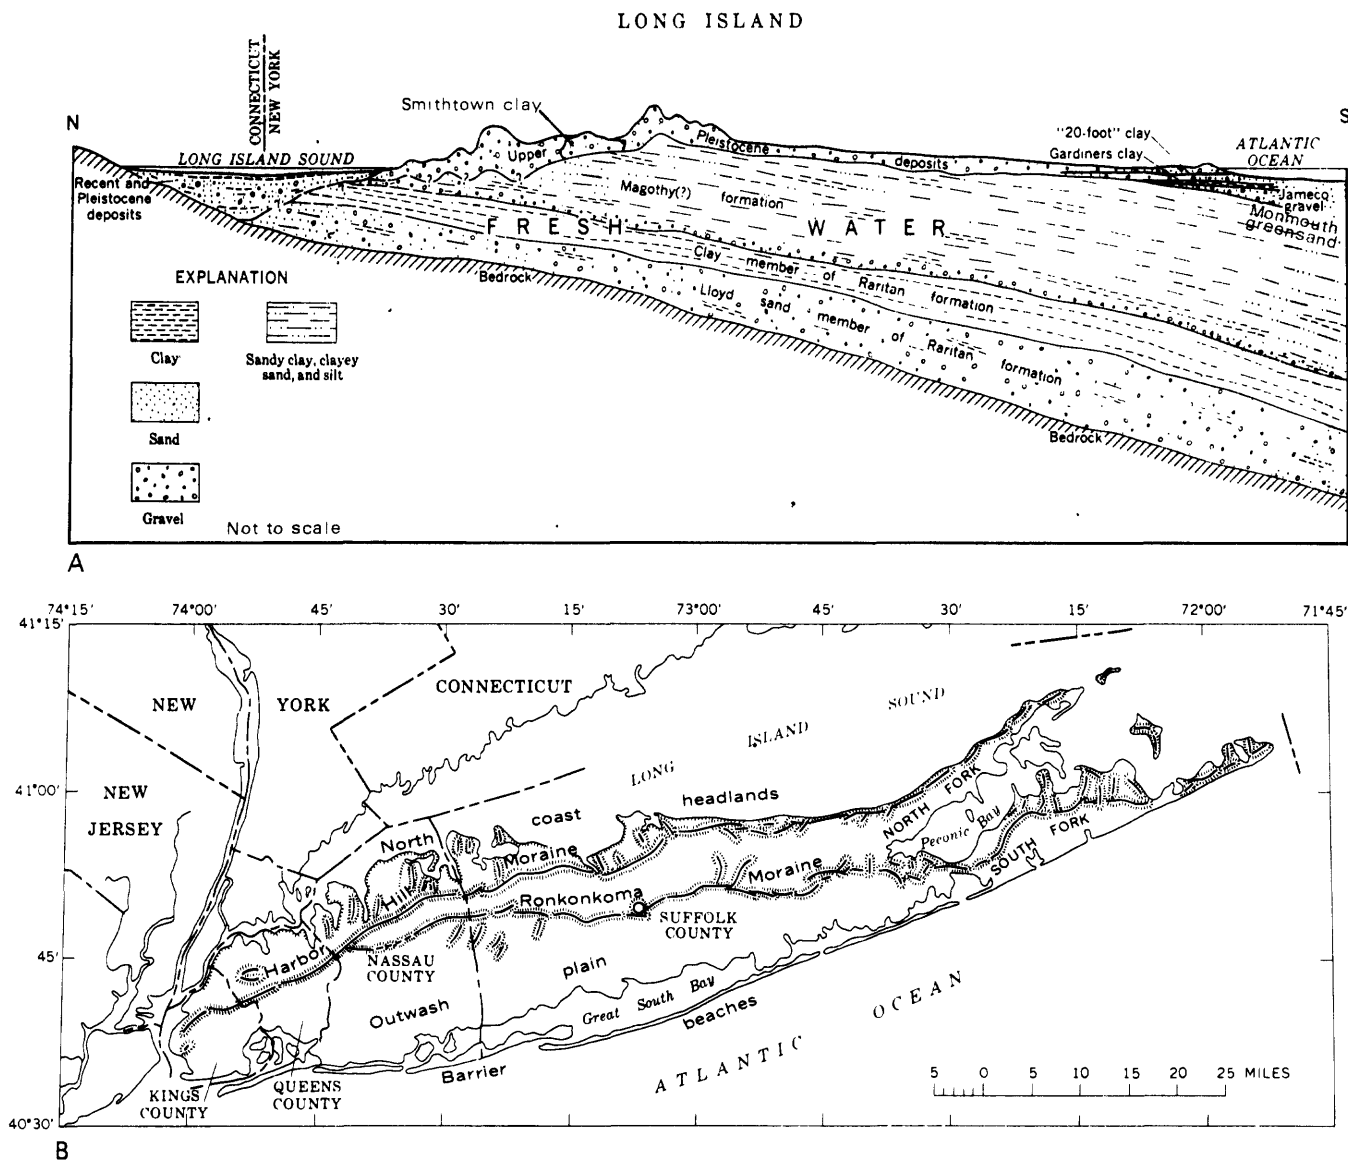 LONG ISLAND
CONNECTICUT
NEW YORK
N
S
Smithtown clay
"20-foot" clay
Gardiners clay
ATLANTIC
OCEAN
LONG ISLAND SOUND
Upper
Pleistocene
deposits
Recent and
Pleistocene
deposits
Magothy(?) formation
Jameco
gravel
Monmouth
greensand
FRESH WATER
Clay member of Raritan formation
Lloyd sand member of Raritan formation
Bedrock
Bedrock
EXPLANATION
Clay
Sandy clay, clayey
sand, and silt
Sand
Gravel
Not to scale
A
74°15' 74°00' 45' 30' 15' 73°00' 45' 30' 15' 72°00' 71°45'
41°15'
NEW YORK
CONNECTICUT
LONG ISLAND SOUND
41°00'
NEW
JERSEY
North coast headlands
NORTH FORK
Peconic Bay
SOUTH FORK
Harbor Hill Moraine
Ronkonkoma Moraine
SUFFOLK
COUNTY
45'
NASSAU
COUNTY
Outwash plain
Great South Bay
Barrier beaches
ATLANTIC OCEAN
KINGS
COUNTY
QUEENS
COUNTY
5 0 5 10 15 20 25 MILES
40°30'
B